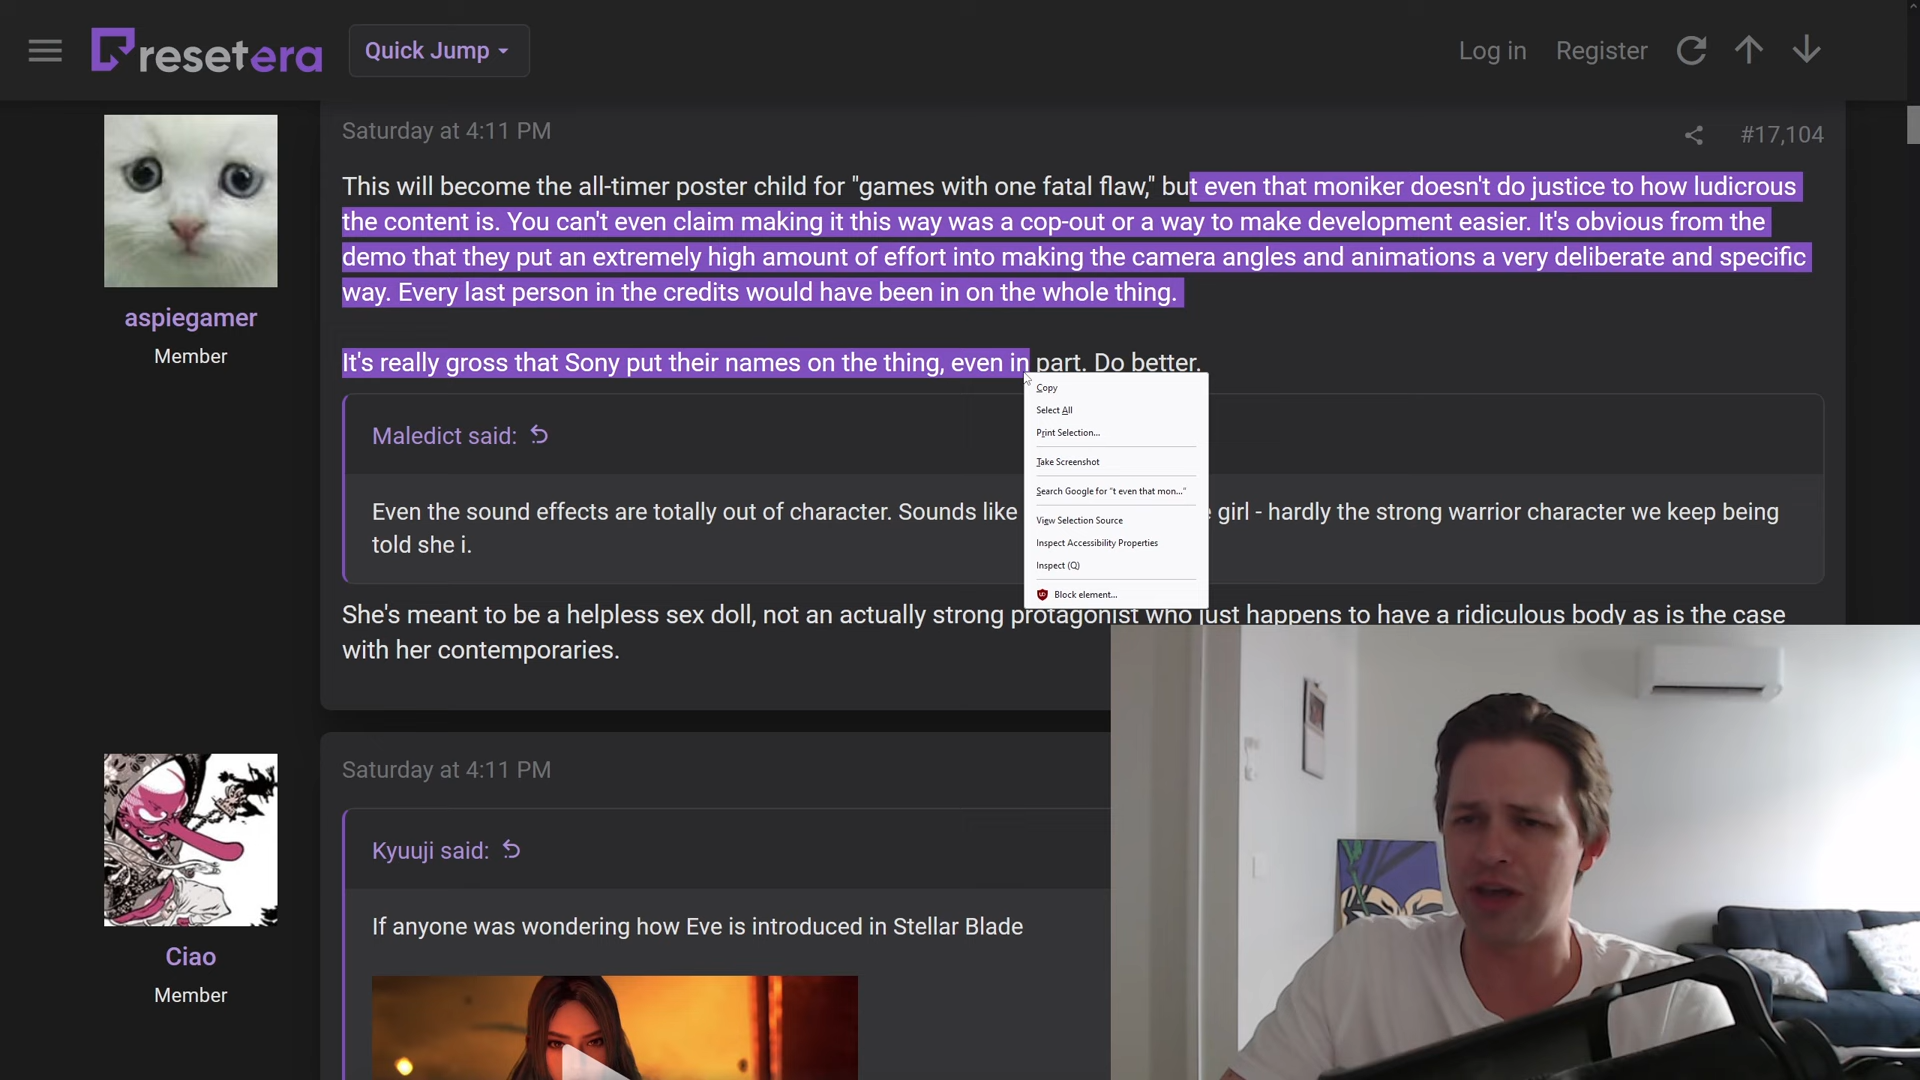 resetera
Quick Jump
Log in
Register
Saturday at 4:11 PM
#17,104
aspiegamer
Member
This will become the all-timer poster child for "games with one fatal flaw," but even that moniker doesn't do justice to how ludicrous
the content is. You can't even claim making it this way was a cop-out or a way to make development easier. It's obvious from the
demo that they put an extremely high amount of effort into making the camera angles and animations a very deliberate and specific
way. Every last person in the credits would have been in on the whole thing.
It's really gross that Sony put their names on the thing, even in part. Do better.
Copy
Select All
Print Selection...
Take Screenshot
Search Google for "t even that mon..."
View Selection Source
Inspect Accessibility Properties
Inspect (Q)
Block element...
Maledict said:
Even the sound effects are totally out of character. Sounds like girl - hardly the strong warrior character we keep being
told she i.
She's meant to be a helpless sex doll, not an actually strong protagonist who just happens to have a ridiculous body as is the case
with her contemporaries.
Ciao
Member
Saturday at 4:11 PM
Kyuuji said:
If anyone was wondering how Eve is introduced in Stellar Blade